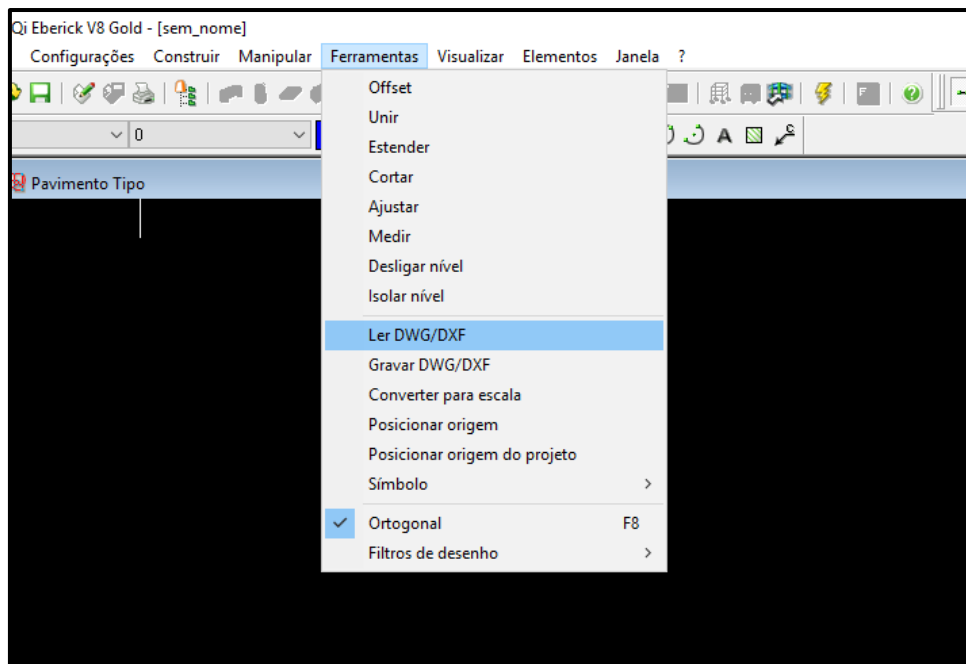 Qi Eberick V8 Gold - [sem_nome]
Configurações Construir Manipular Ferramentas Visualizar Elementos Janela ?
0
A
Pavimento Tipo
Offset
Unir
Estender
Cortar
Ajustar
Medir
Desligar nível
Isolar nível
Ler DWG/DXF
Gravar DWG/DXF
Converter para escala
Posicionar origem
Posicionar origem do projeto
Símbolo
Ortogonal F8
Filtros de desenho